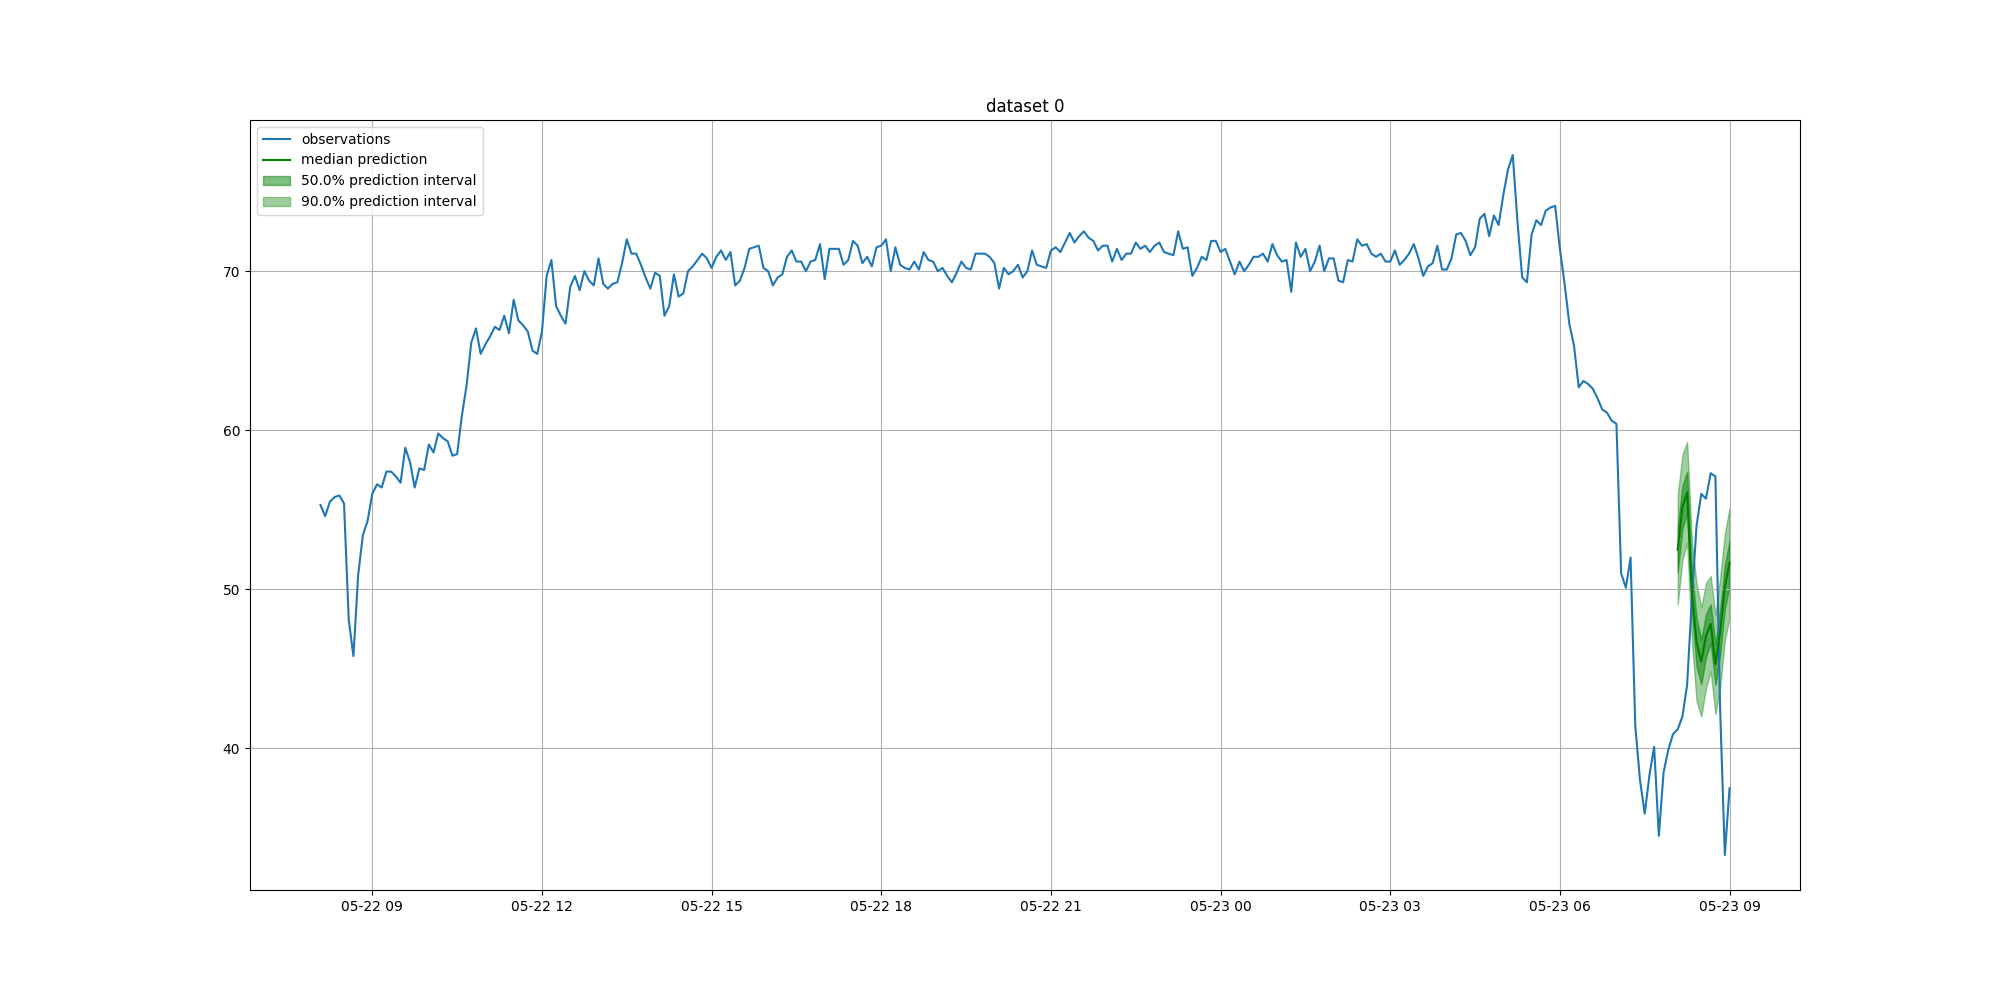 dataset 0
observations
median prediction
50.0% prediction interval
90.0% prediction interval
70
60
50
40
05-22 09
05-22 12
05-22 15
05-22 18
05-22 21
05-23 00
05-23 03
05-23 06
05-23 09